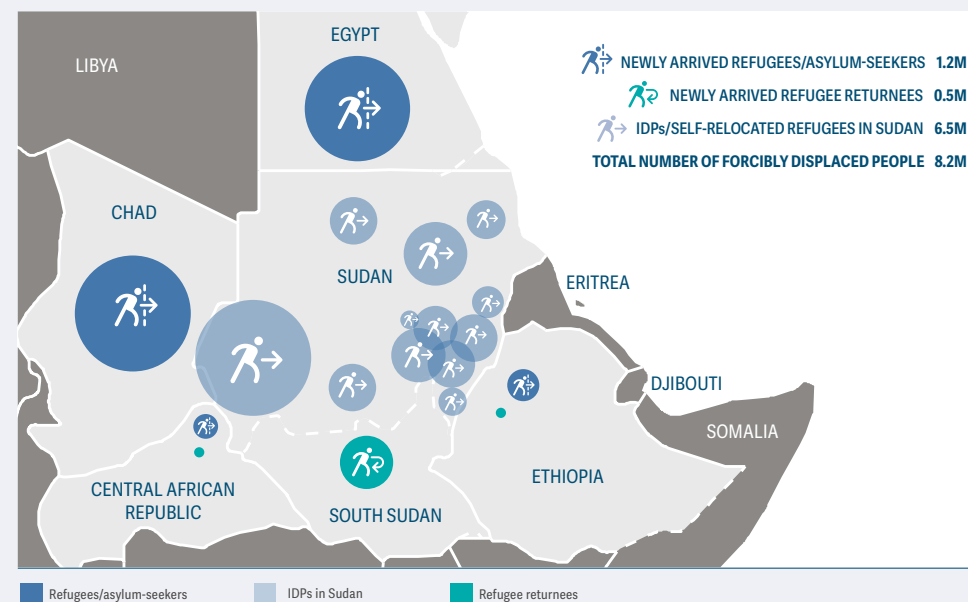 EGYPT
LIBYA
NEWLY ARRIVED REFUGEES/ASYLUM-SEEKERS 1.2M
NEWLY ARRIVED REFUGEE RETURNEES 0.5M
IDPs/SELF-RELOCATED REFUGEES IN SUDAN 6.5M
TOTAL NUMBER OF FORCIBLY DISPLACED PEOPLE 8.2M
CHAD
SUDAN
ERITREA
DJIBOUTI
SOMALIA
ETHIOPIA
CENTRAL AFRICAN
REPUBLIC
SOUTH SUDAN
Refugees/asylum-seekers
IDPs in Sudan
Refugee returnees